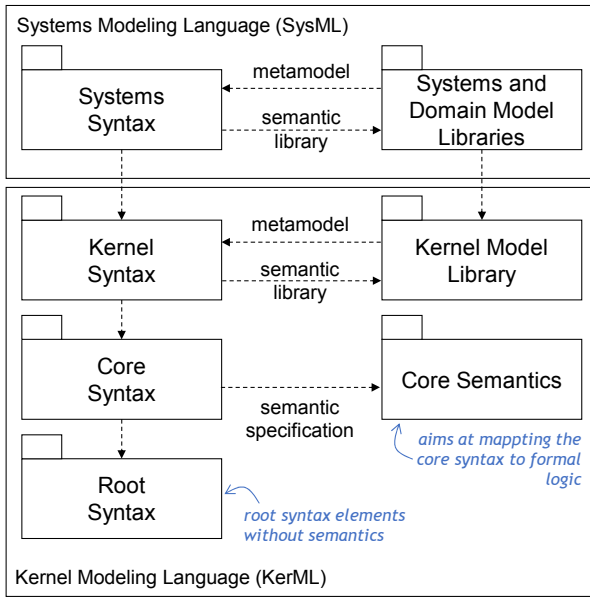 Systems Modeling Language (SysML)
Systems
Syntax
metamodel
semantic
library
Systems and
Domain Model
Libraries
Kernel
Syntax
metamodel
semantic
library
Kernel Model
Library
Core
Syntax
semantic
specification
Core Semantics
aims at mappting the
core syntax to formal
logic
Root
Syntax
root syntax elements
without semantics
Kernel Modeling Language (KerML)